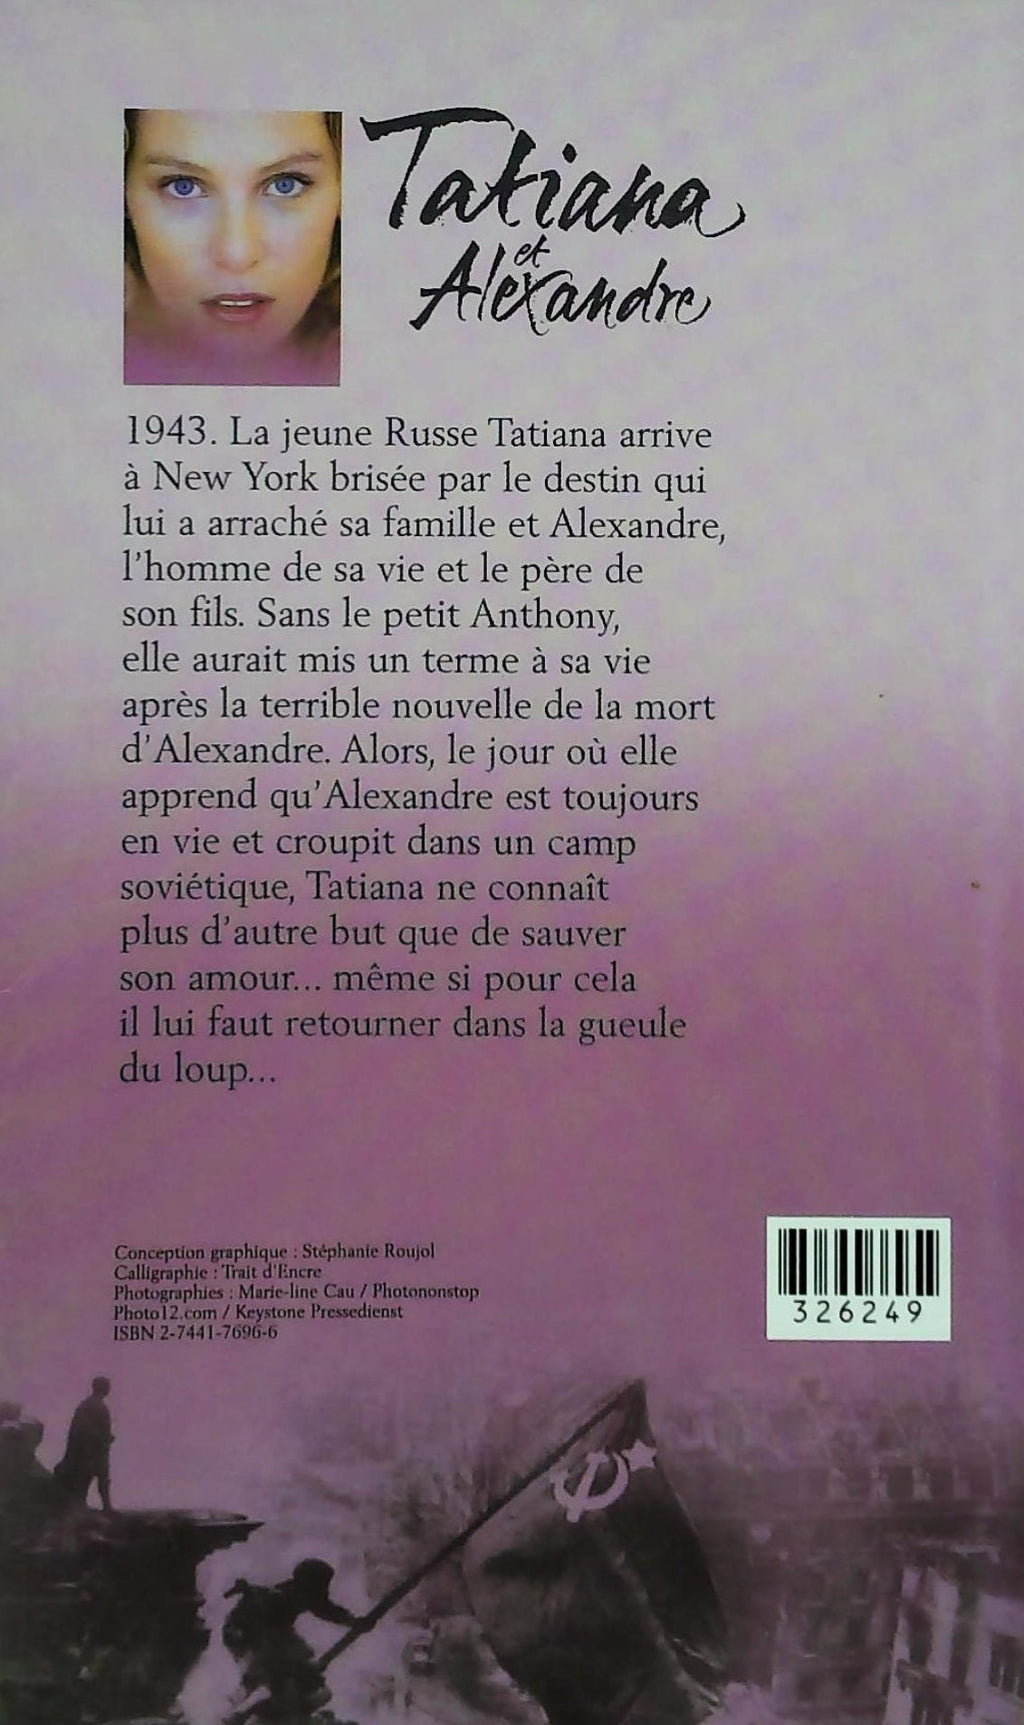 Tatiana
et
Alexandre
1943. La jeune Russe Tatiana arrive
à New York brisée par le destin qui
lui a arraché sa famille et Alexandre,
l'homme de sa vie et le père de
son fils. Sans le petit Anthony,
elle aurait mis un terme à sa vie
après la terrible nouvelle de la mort
d'Alexandre. Alors, le jour où elle
apprend qu'Alexandre est toujours
en vie et croupit dans un camp
soviétique, Tatiana ne connaît
plus d'autre but que de sauver
son amour... même si pour cela
il lui faut retourner dans la gueule
du loup...
Conception graphique : Stéphanie Roujol
Calligraphie : Trait d'Encre
Photographies : Marie-line Cau / Photononstop
Photo12.com / Keystone Pressedienst
ISBN 2-7441-7696-6
326249